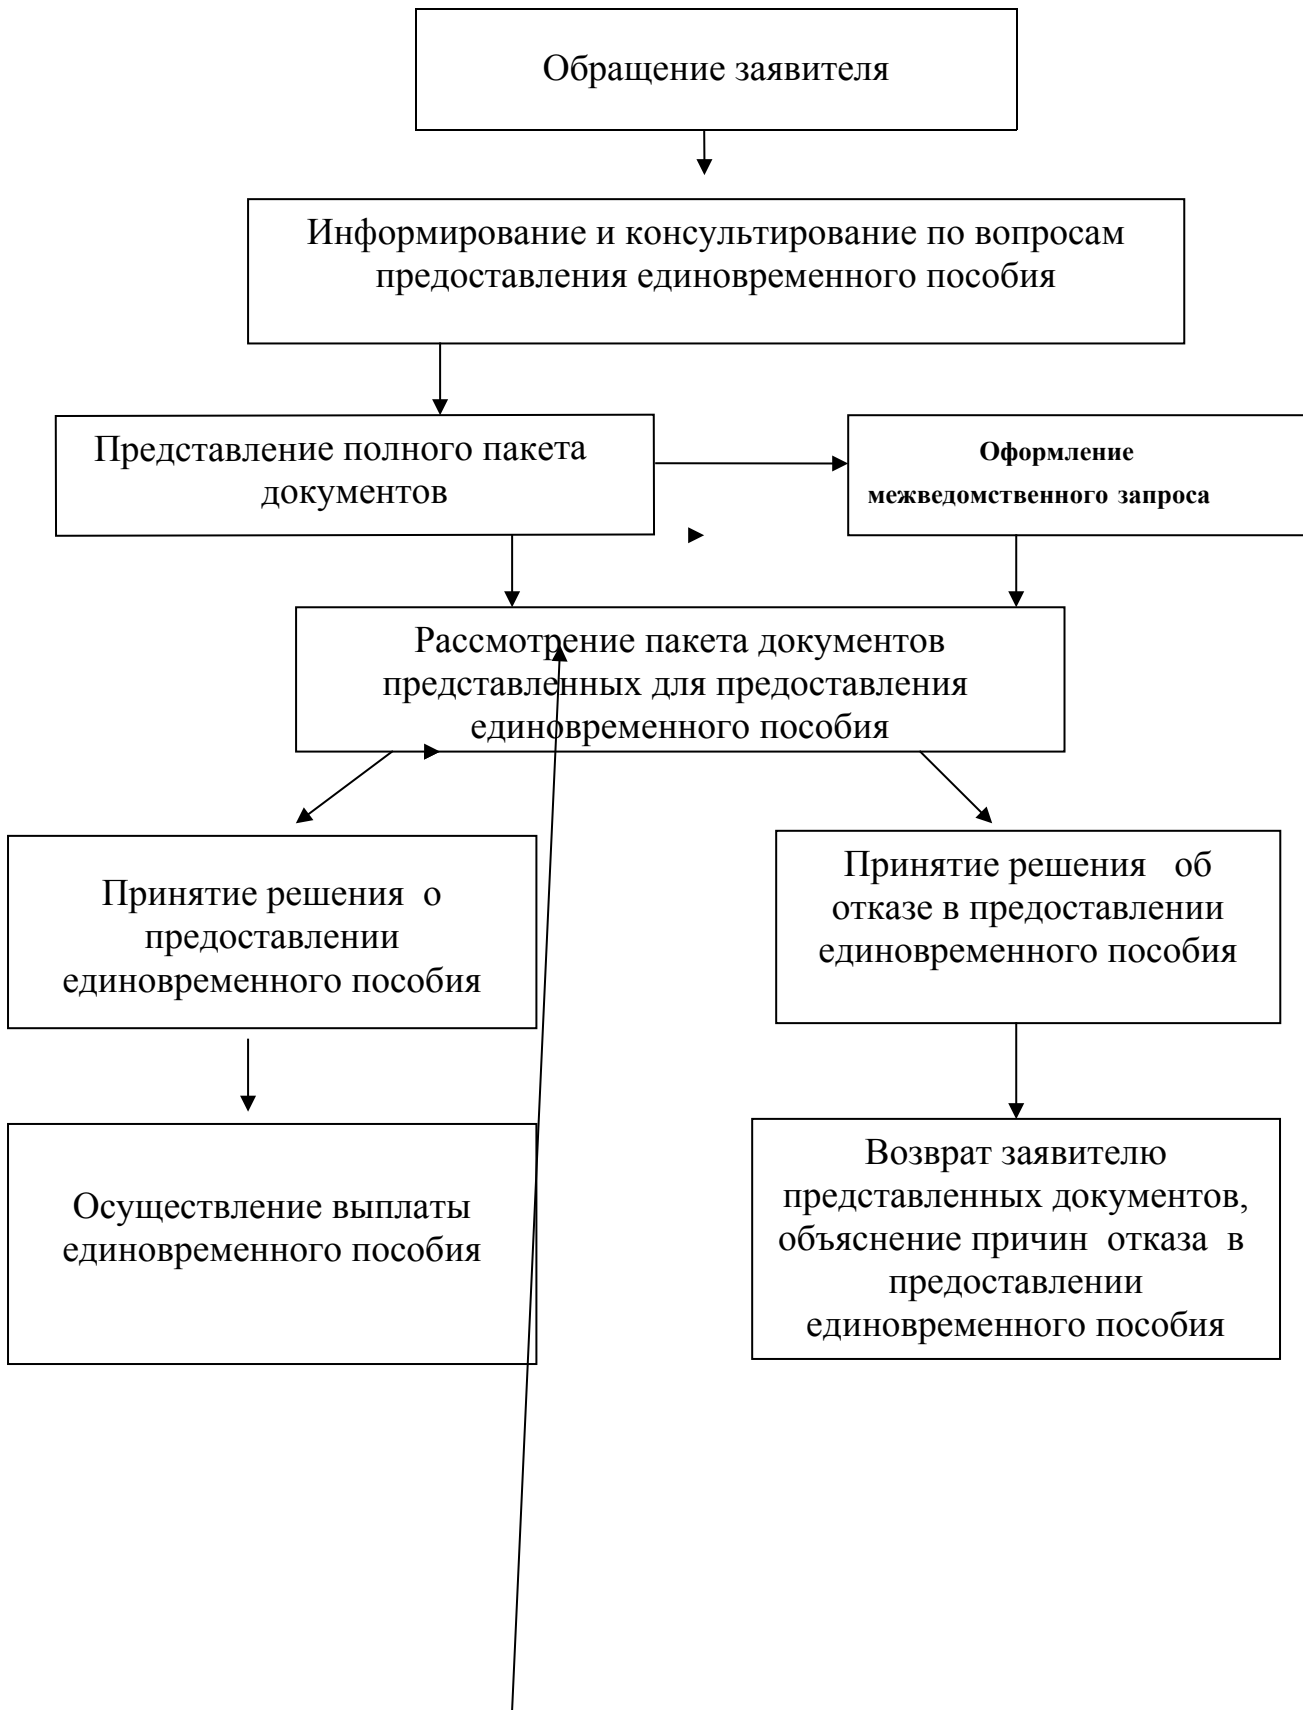 Обращение заявителя
Информирование и консультирование по вопросам
предоставления единовременного пособия
Представление полного пакета
документов
Оформление
межведомственного запроса
Рассмотрение пакета документов
представленных для предоставления
единовременного пособия
Принятие решения о
предоставлении
единовременного пособия
Принятие решения об
отказе в предоставлении
единовременного пособия
Осуществление выплаты
единовременного пособия
Возврат заявителю
представленных документов,
объяснение причин отказа в
предоставлении
единовременного пособия